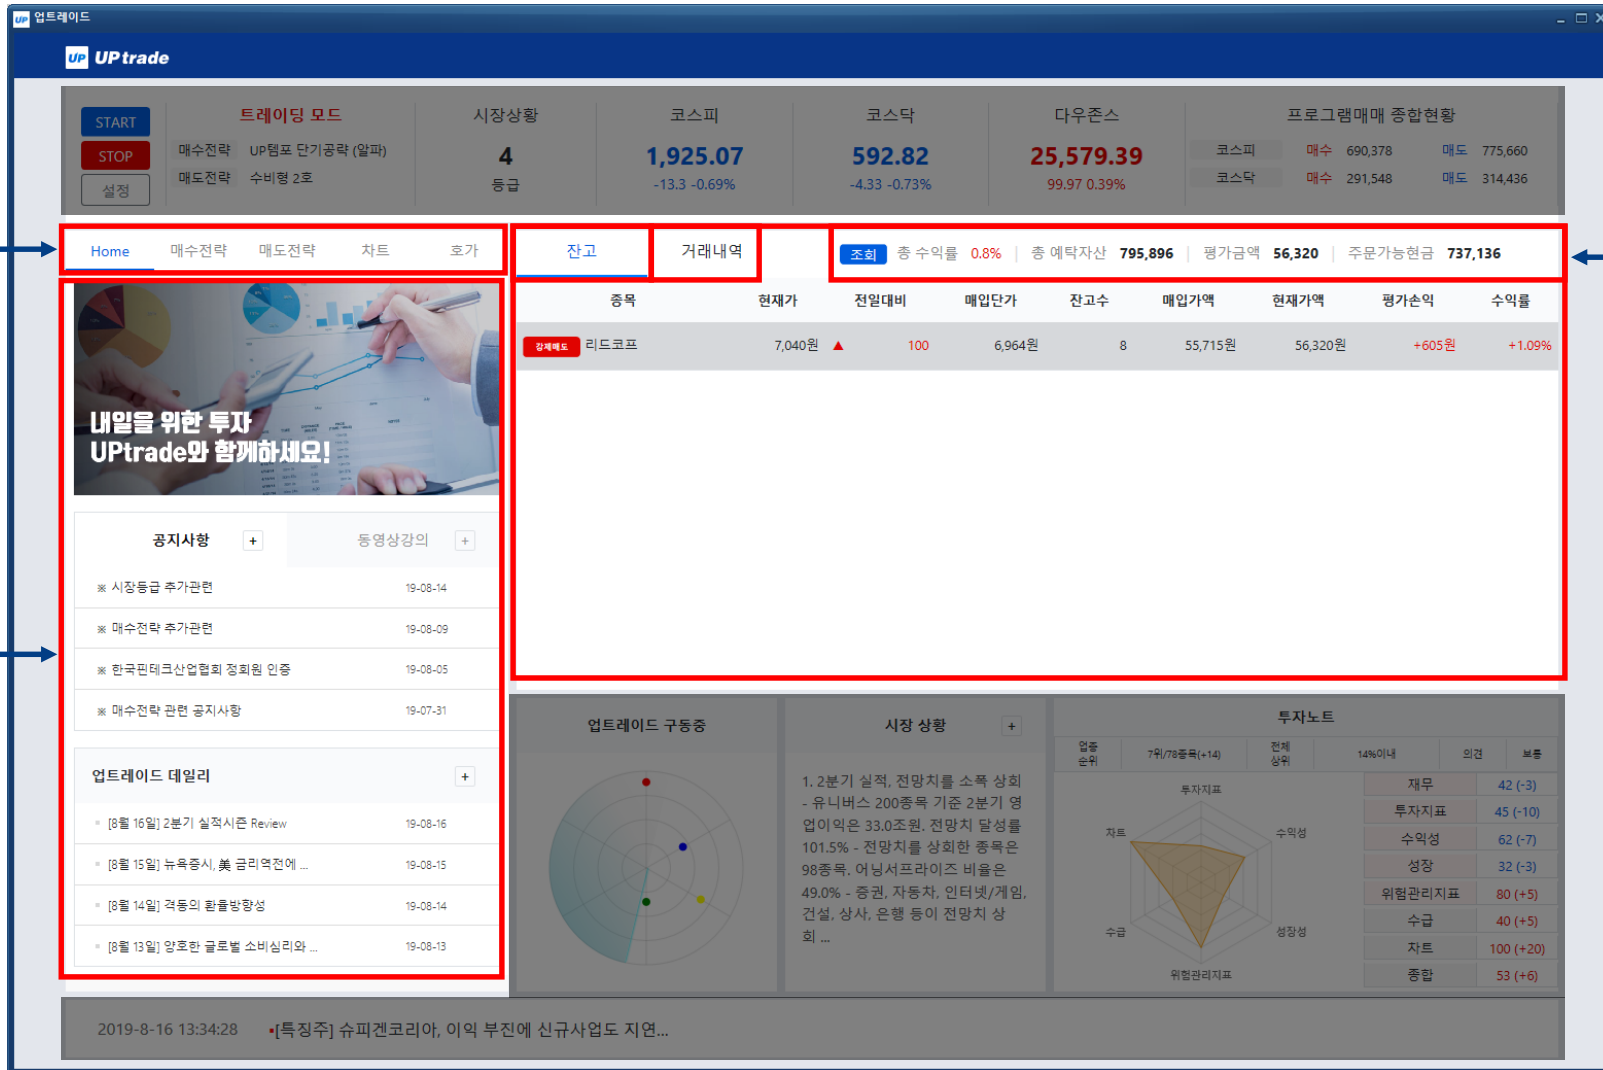 UP 업트레이드
UP UPtrade
START
STOP
설정
트레이딩 모드
매수전략 UP템포 단기공략 (알파)
매도전략 수비형 2호
시장상황
4
등급
코스피
1,925.07
-13.3 -0.69%
코스닥
592.82
-4.33 -0.73%
다우존스
25,579.39
99.97 0.39%
프로그램매매 종합현황
코스피 매수 690,378 매도 775,660
코스닥 매수 291,548 매도 314,436
Home 매수전략 매도전략 차트 호가
잔고 거래내역
조회 총 수익률 0.8% 총 예탁자산 795,896 평가금액 56,320 주문가능현금 737,136
종목 현재가 전일대비 매입단가 잔고수 매입가액 현재가액 평가손익 수익률
강제매도 리드코프 7,040원 ▲ 100 6,964원 8 55,715원 56,320원 +605원 +1.09%
내일을 위한 투자
UPtrade와 함께하세요!
공지사항 + 동영상강의 +
※ 시장등급 추가관련 19-08-14
※ 매수전략 추가관련 19-08-09
※ 한국핀테크산업협회 정회원 인증 19-08-05
※ 매수전략 관련 공지사항 19-07-31
업트레이드 데일리 +
[8월 16일] 2분기 실적시즌 Review 19-08-16
[8월 15일] 뉴욕증시, 美 금리역전에 ... 19-08-15
[8월 14일] 격동의 환율방향성 19-08-14
[8월 13일] 양호한 글로벌 소비심리와 ... 19-08-13
업트레이드 구동중
시장 상황 +
1. 2분기 실적, 전망치를 소폭 상회
- 유니버스 200종목 기준 2분기 영
업이익은 33.0조원. 전망치 달성률
101.5% - 전망치를 상회한 종목은
98종목. 어닝서프라이즈 비율은
49.0% - 증권, 자동차, 인터넷/게임,
건설, 상사, 은행 등이 전망치 상
회 ...
투자노트
업종
순위
7위/78종목(+14)
전체
상위
14%이내 의견 보통
투자지표
수익성
성장성
위험관리지표
수급
차트
재무 42 (-3)
투자지표 45 (-10)
수익성 62 (-7)
성장 32 (-3)
위험관리지표 80 (+5)
수급 40 (+5)
차트 100 (+20)
종합 53 (+6)
2019-8-16 13:34:28 ▪[특징주] 슈피겐코리아, 이익 부진에 신규사업도 지연...